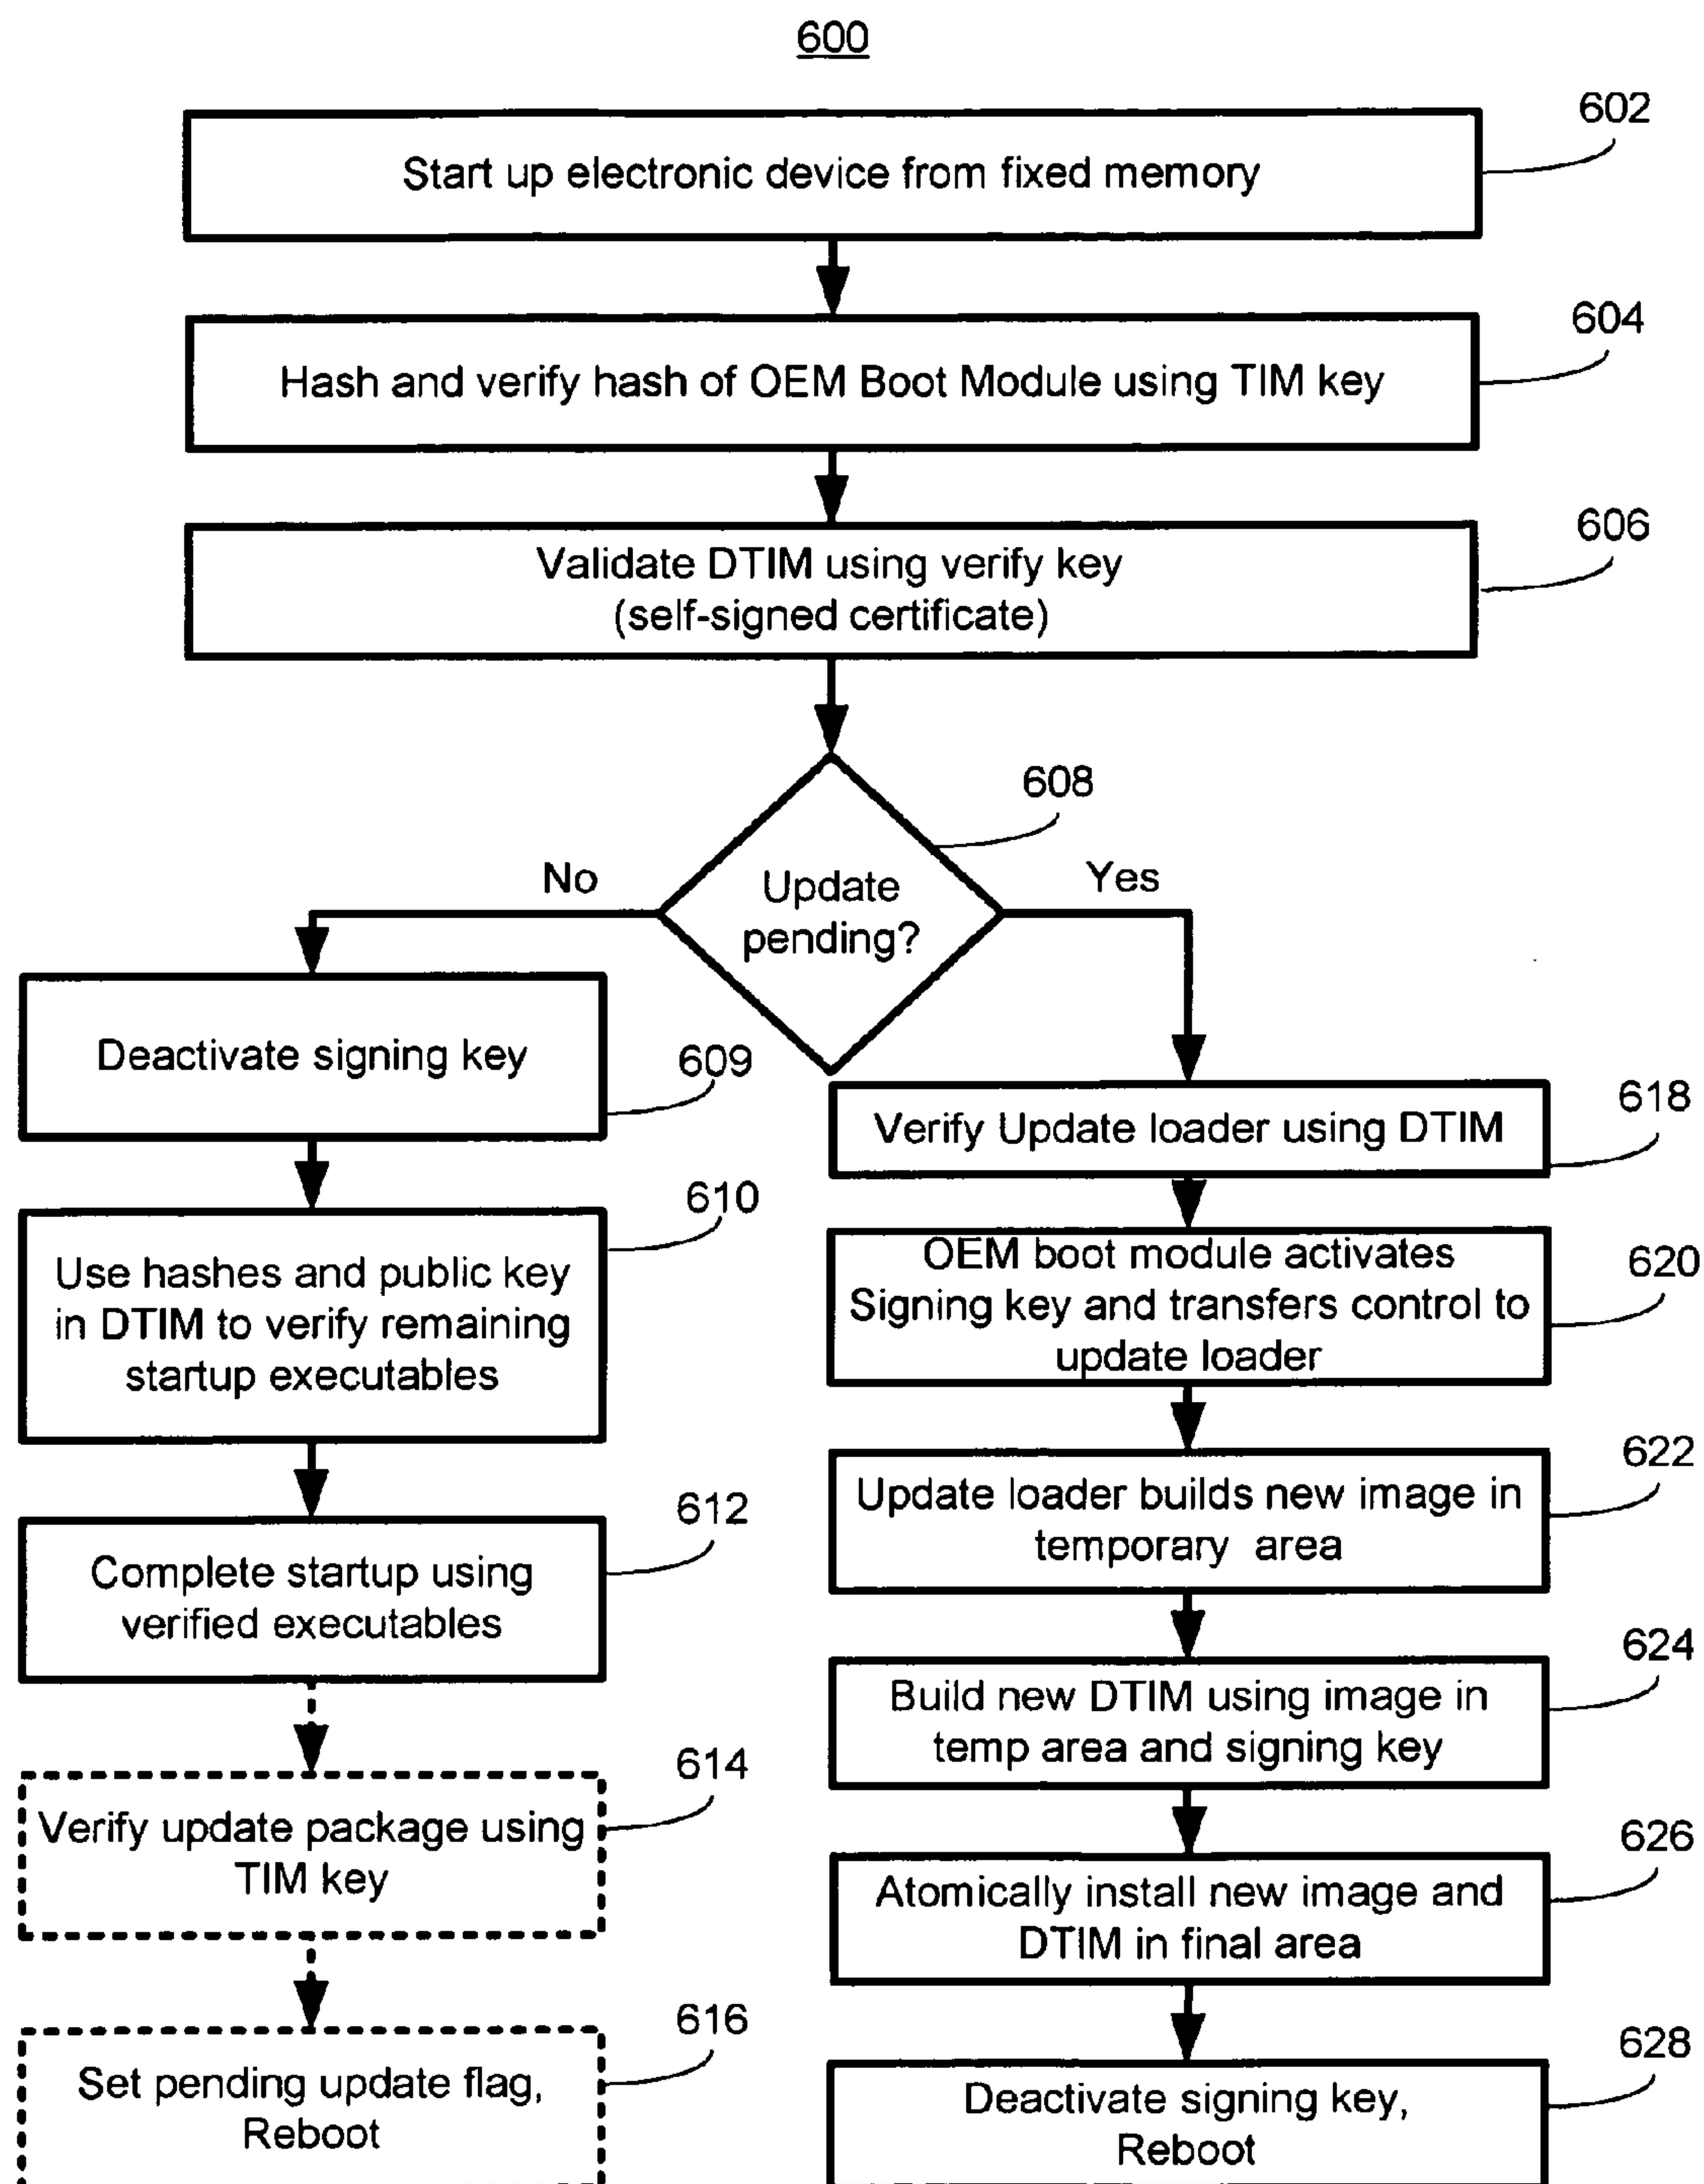 600
602
Start up electronic device from fixed memory
604
Hash and verify hash of OEM Boot Module using TIM key
606
Validate DTIM using verify key
(self-signed certificate)
608
Update
pending?
No
Yes
Deactivate signing key
609
610
Use hashes and public key
in DTIM to verify remaining
startup executables
612
Complete startup using
verified executables
614
Verify update package using
TIM key
616
Set pending update flag,
Reboot
618
Verify Update loader using DTIM
620
OEM boot module activates
Signing key and transfers control to
update loader
622
Update loader builds new image in
temporary area
624
Build new DTIM using image in
temp area and signing key
626
Atomically install new image and
DTIM in final area
628
Deactivate signing key,
Reboot